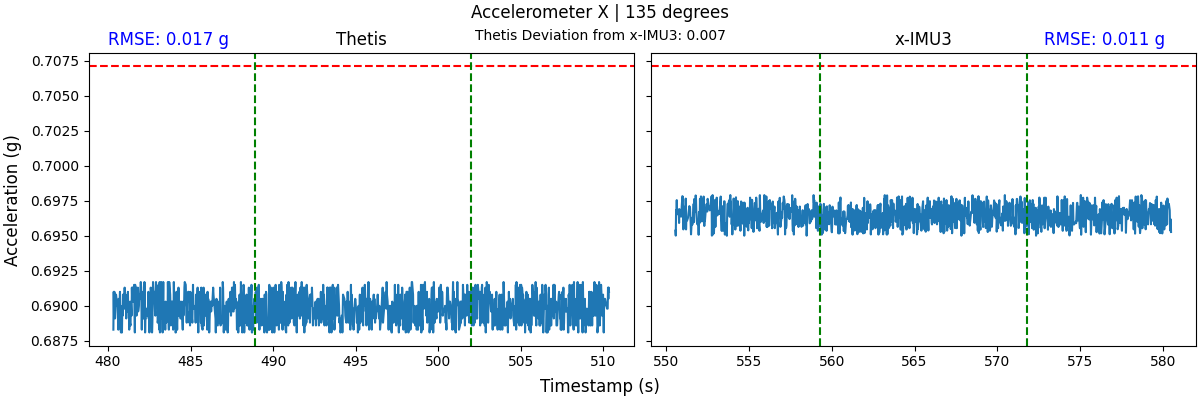 Accelerometer X | 135 degrees
RMSE: 0.017 g
Thetis
Thetis Deviation from x-IMU3: 0.007
x-IMU3
RMSE: 0.011 g
Acceleration (g)
0.7075
0.7050
0.7025
0.7000
0.6975
0.6950
0.6925
0.6900
0.6875
480 485 490 495 500 505 510
550 555 560 565 570 575 580
Timestamp (s)